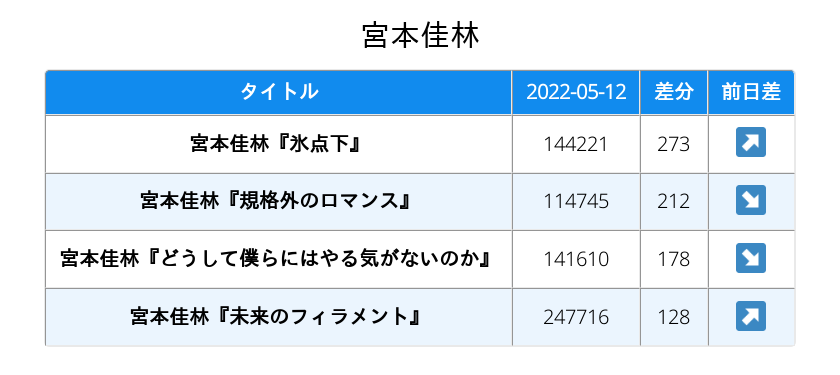 宮本佳林
タイトル 2022-05-12 差分 前日差
宮本佳林『氷点下』 144221 273 ↗
宮本佳林『規格外のロマンス』 114745 212 ↘
宮本佳林『どうして僕らにはやる気がないのか』 141610 178 ↘
宮本佳林『未来のフィラメント』 247716 128 ↗